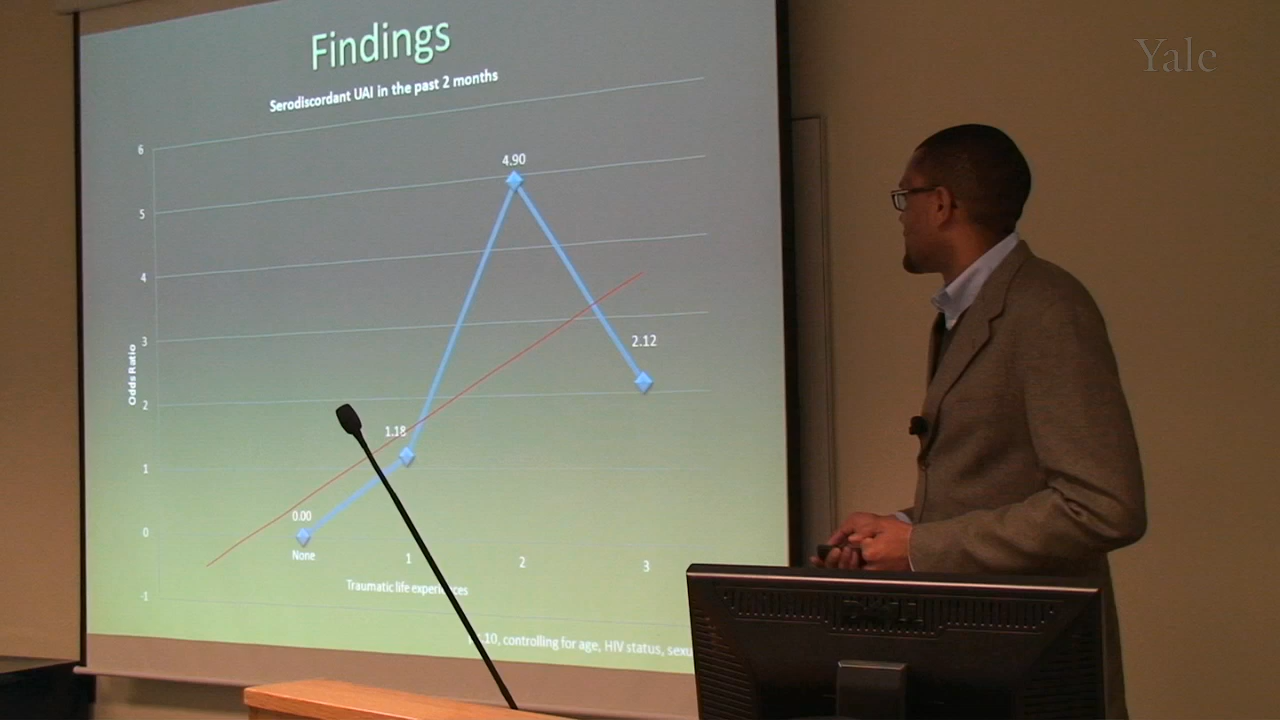 Yale
Findings
Serodiscordant UAI in the past 2 months
6
5
4
3
2
1
0
-1
Odds Ratio
0.00
1.18
4.90
2.12
None
1
2
3
Traumatic life experiences
.10, controlling for age, HIV status,